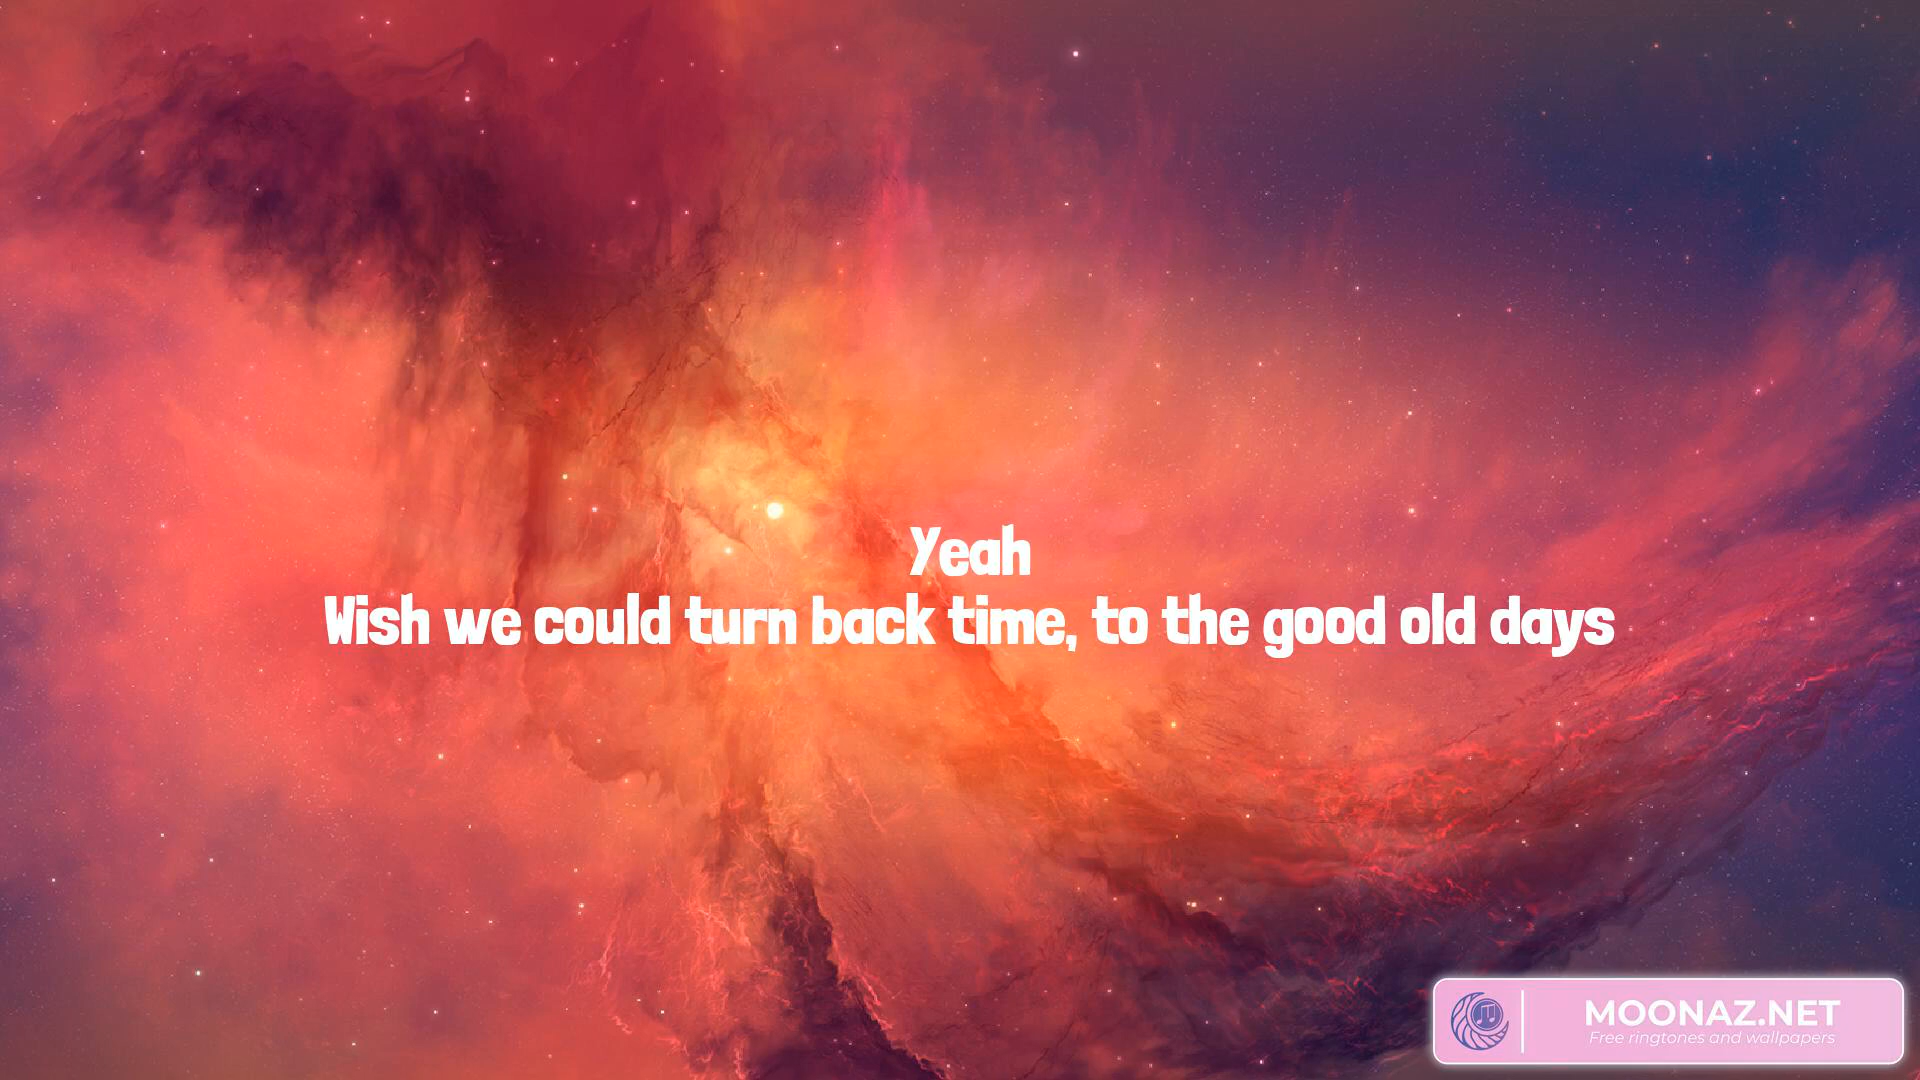 Yeah
Wish we could turn back time, to the good old days
MOONAZ.NET
Free ringtones and wallpapers